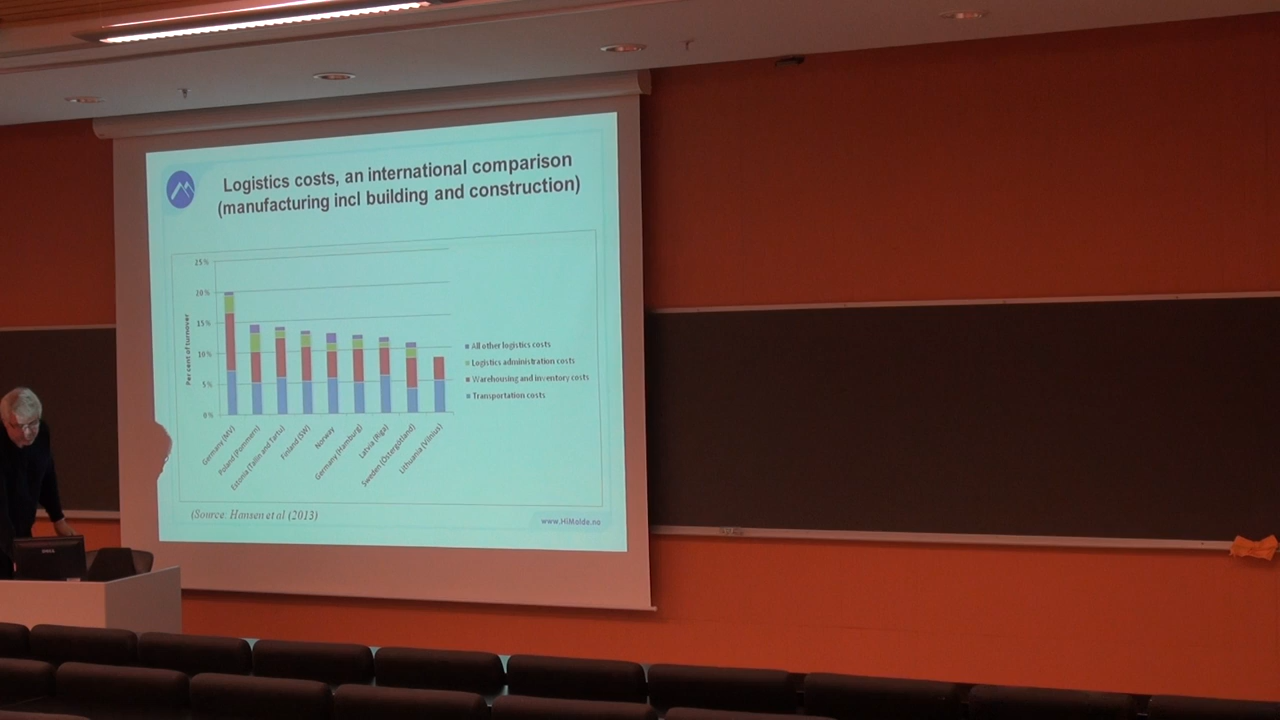 Logistics costs, an international comparison
(manufacturing incl building and construction)
25%
20%
15%
10%
5%
0%
Per cent of turnover
Germany (MV)
Poland (Pommern)
Estonia (Tallin and Tartu)
Finland (SW)
Norway
Germany (Hamburg)
Latvia (Riga)
Sweden (Östergötland)
Lithuania (Vilnius)
All other logistics costs
Logistics administration costs
Warehousing and inventory costs
Transportation costs
(Source: Hansen et al (2013)
www.HiMolde.no
DELL